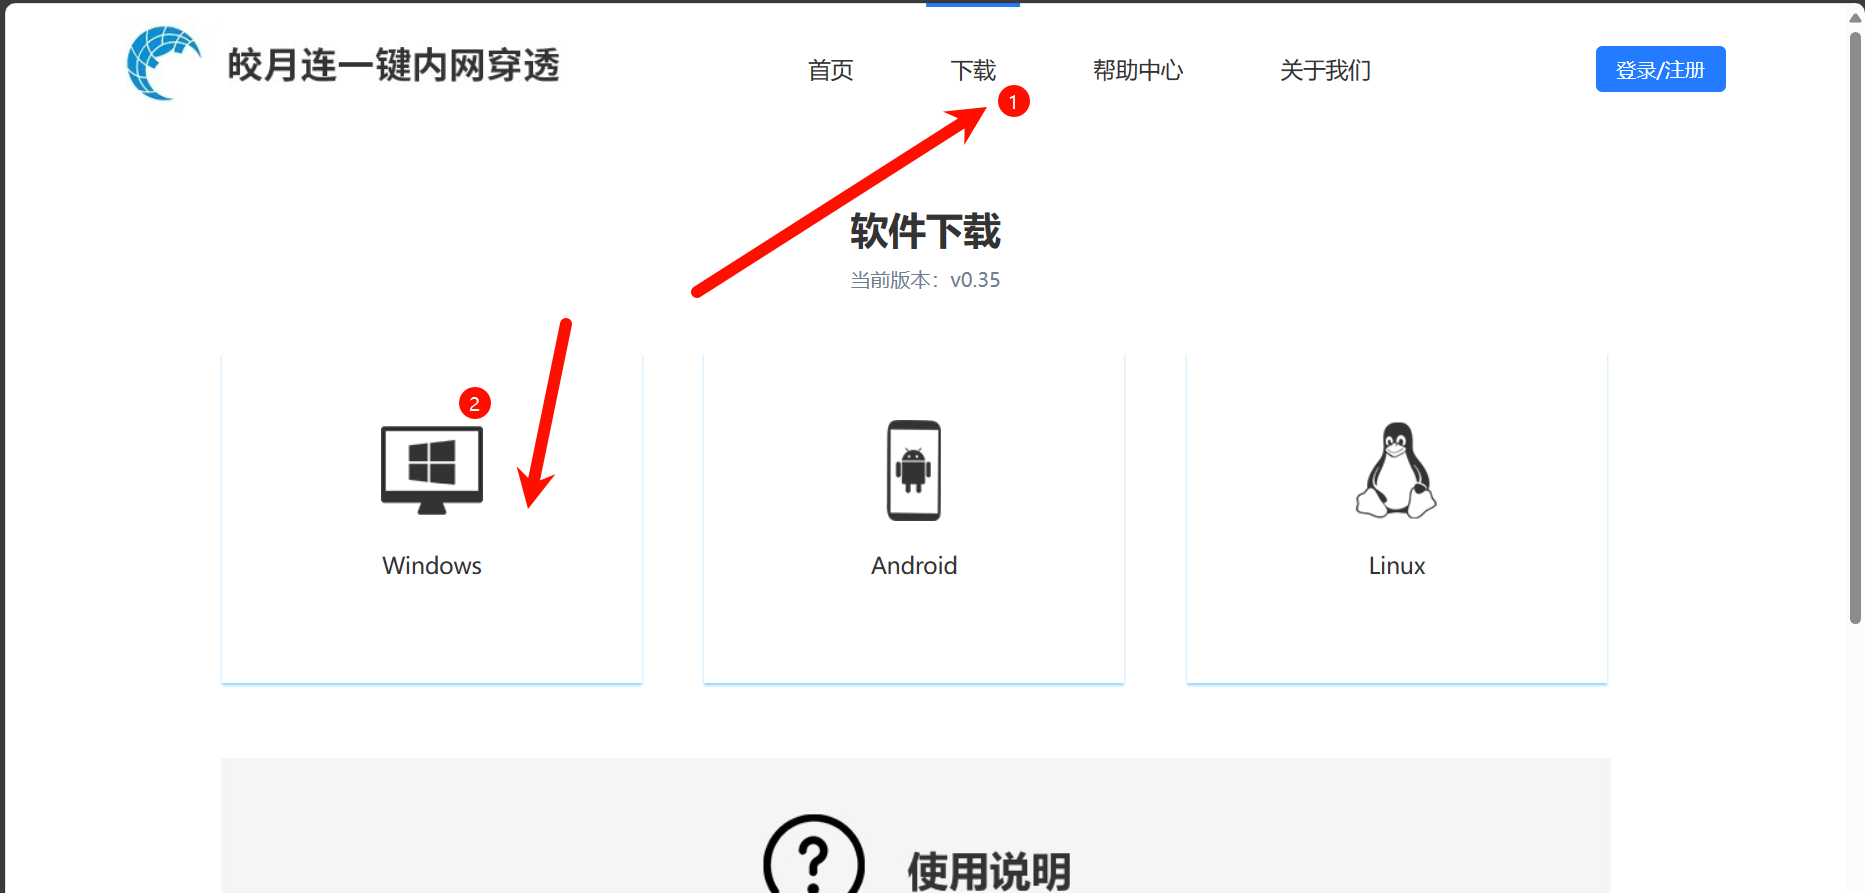 皎月连一键内网穿透
首页
下载
帮助中心
关于我们
登录/注册
1
软件下载
当前版本：v0.35
2
Windows
Android
Linux
?
使用说明